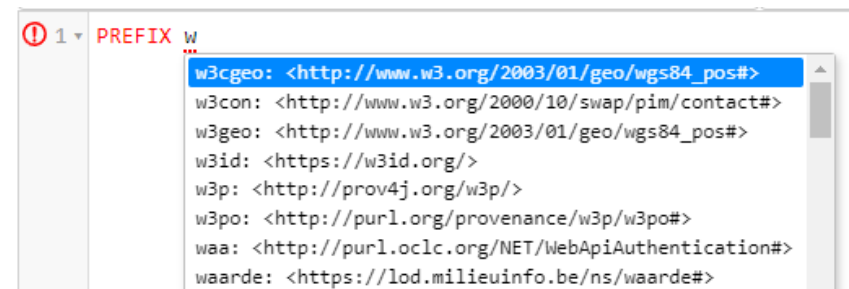 1 PREFIX w
w3cgeo: <http://www.w3.org/2003/01/geo/wgs84_pos#>
w3con: <http://www.w3.org/2000/10/swap/pim/contact#>
w3geo: <http://www.w3.org/2003/01/geo/wgs84_pos#>
w3id: <https://w3id.org/>
w3p: <http://prov4j.org/w3p/>
w3po: <http://purl.org/provenance/w3p/w3po#>
waa: <http://purl.oclc.org/NET/WebApiAuthentication#>
waarde: <https://lod.milieuinfo.be/ns/waarde#>